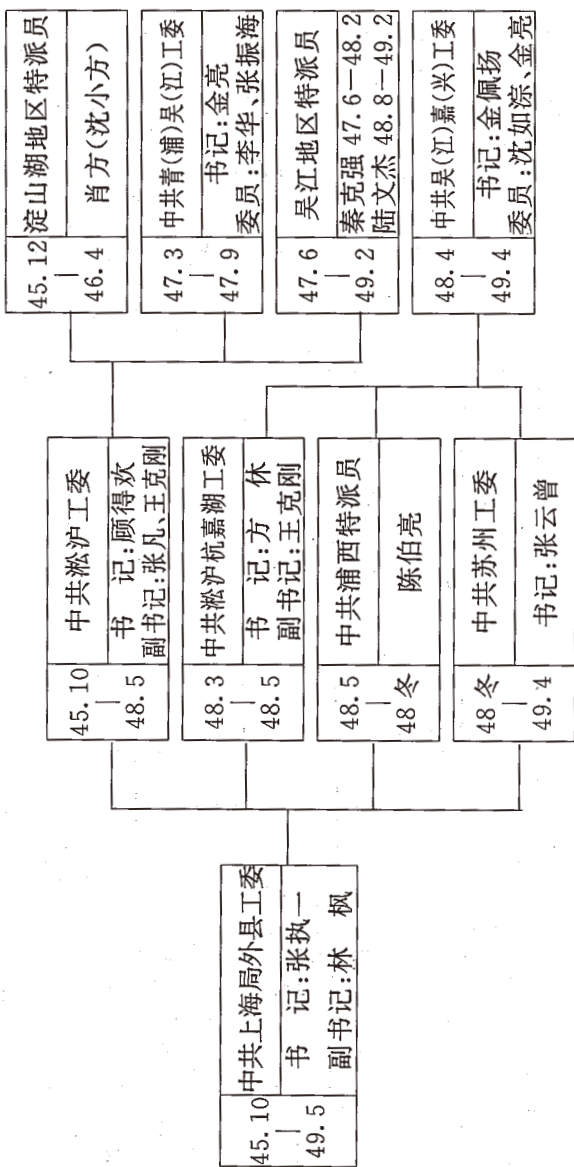 中共上海局外县工委
书 记:张执一
副书记:林 枫
45.10—49.5
中共淞沪工委
书 记:顾得欢
副书记:张凡、王克刚
45.10—48.5
中共淞沪杭嘉湖工委
书 记:方 休
副书记:王克刚
48.3—48.5
中共浦西特派员
陈伯亮
48.5—48冬
中共苏州工委
书记:张云曾
48冬—49.4
淀山湖地区特派员
肖方(沈小方)
45.12—46.4
中共青(浦)吴(江)工委
书记:金亮
委员:李华、张振海
47.3—47.9
吴江地区特派员
秦克强 47.6—48.2
陆文杰 48.8—49.2
47.6—49.2
中共吴(江)嘉(兴)工委
书记:金佩扬
委员:沈如淙、金亮
48.4—49.4